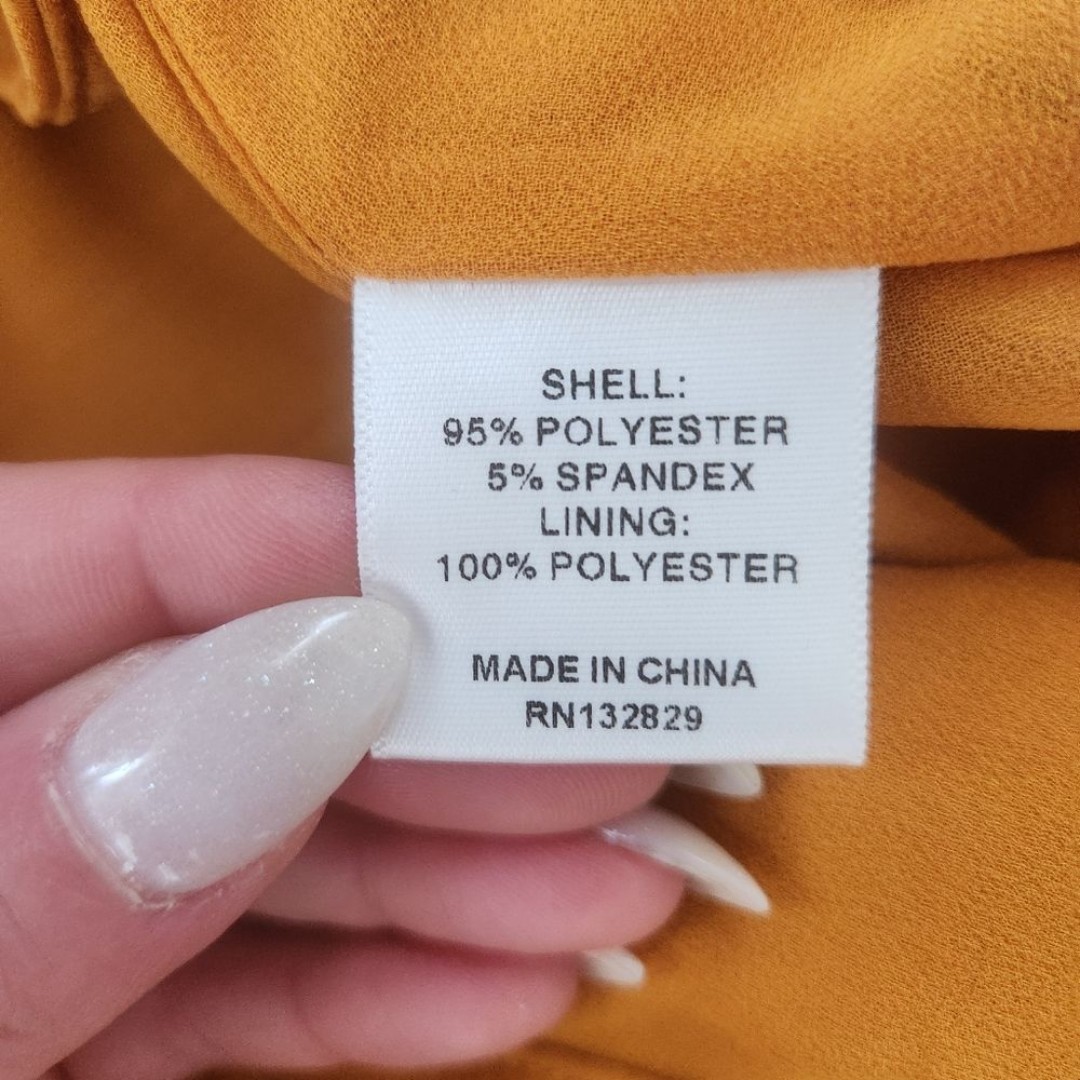 SHELL:
95% POLYESTER
5% SPANDEX
LINING:
100% POLYESTER
MADE IN CHINA
RN132829